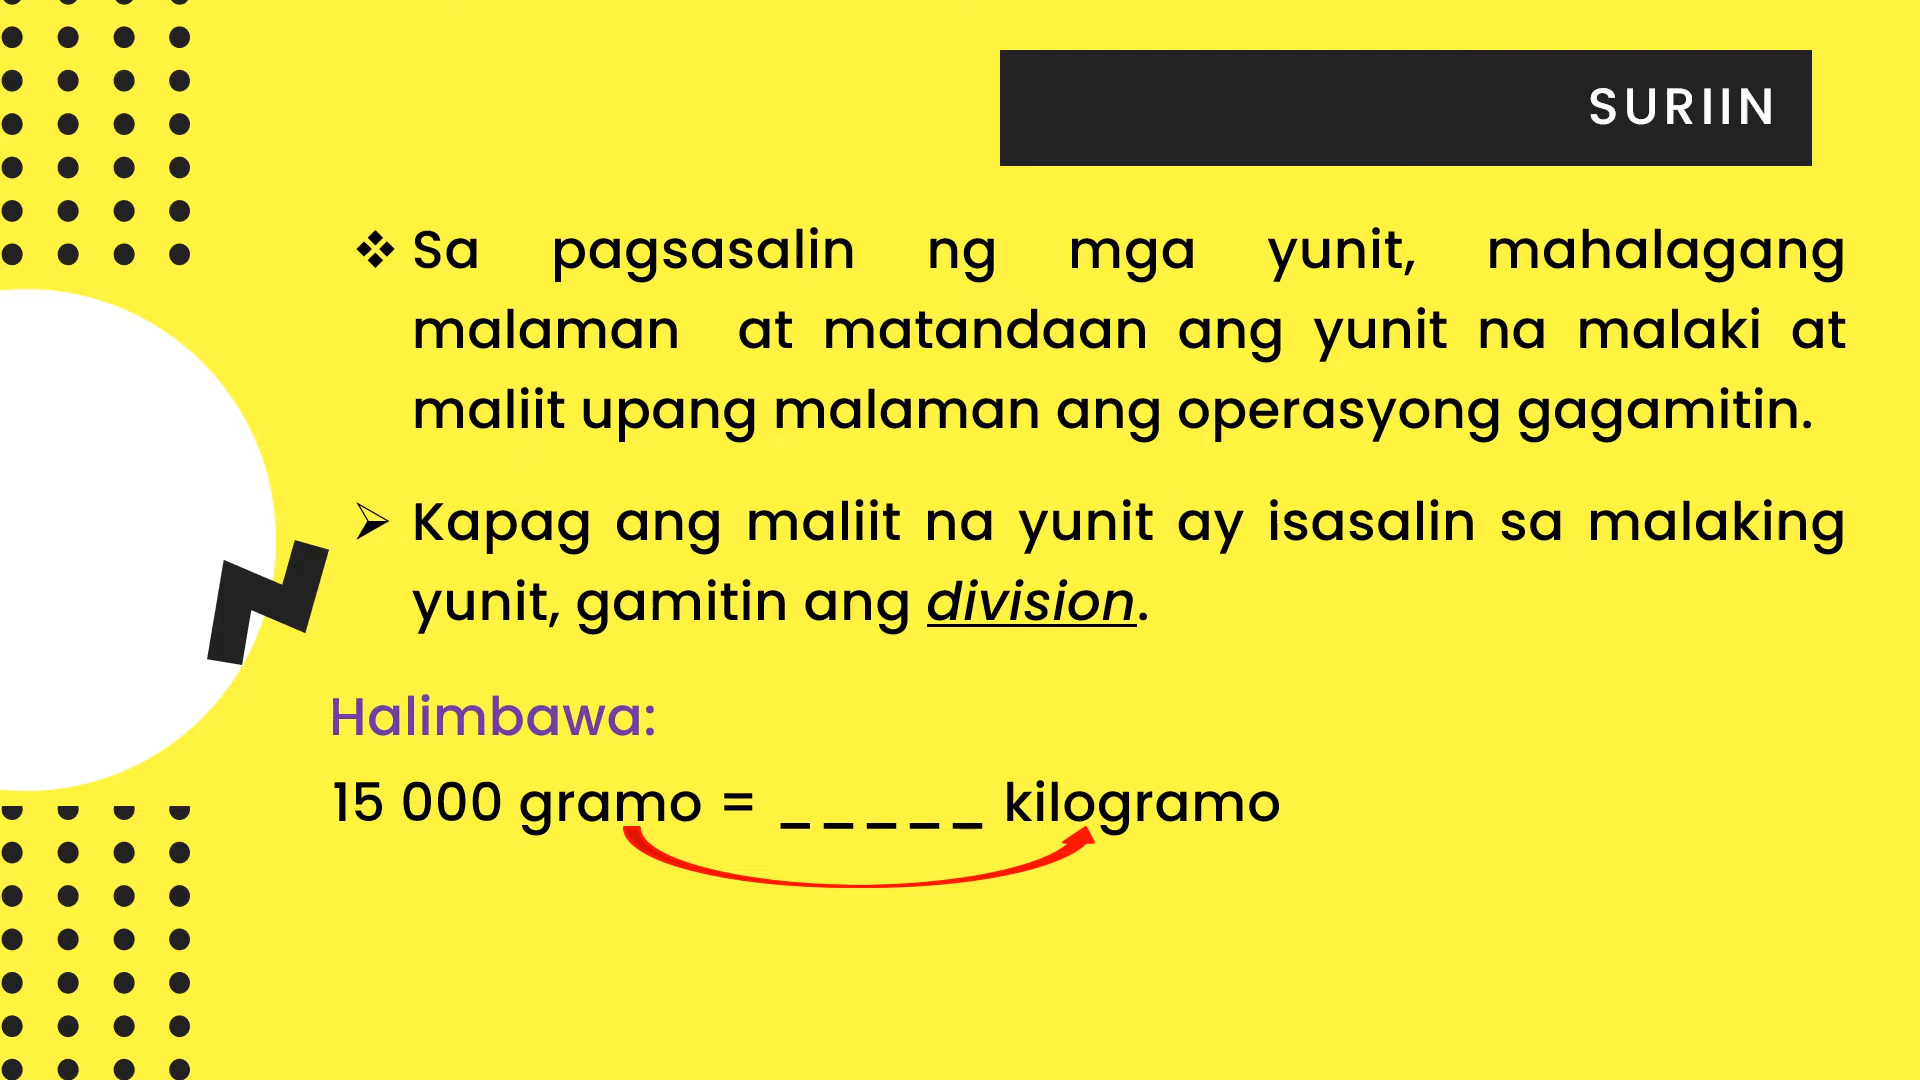 SURIIN
❖ Sa pagsasalin ng mga yunit, mahalagang
malaman at matandaan ang yunit na malaki at
maliit upang malaman ang operasyong gagamitin.
➢ Kapag ang maliit na yunit ay isasalin sa malaking
yunit, gamitin ang division.
Halimbawa:
15 000 gramo = _ _ _ _ _ kilogramo